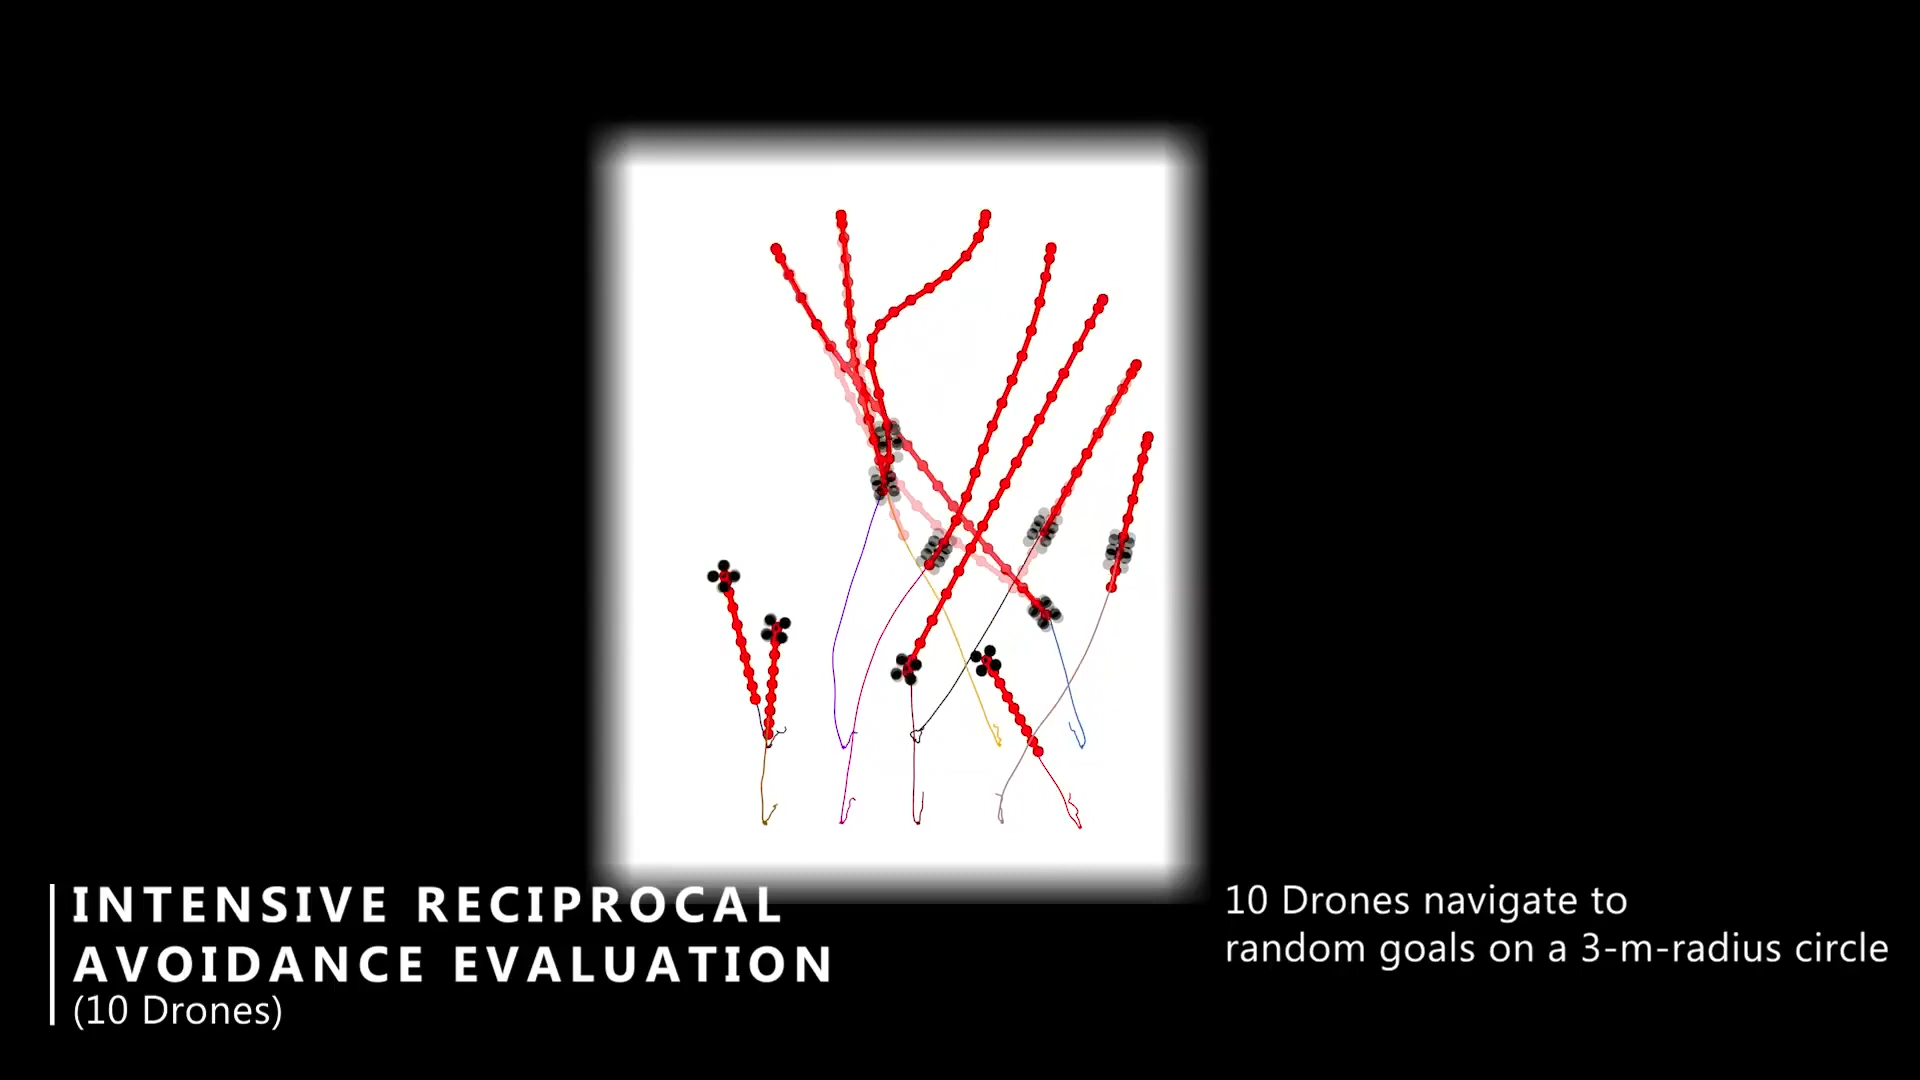 INTENSIVE RECIPROCAL
AVOIDANCE EVALUATION
(10 Drones)
10 Drones navigate to
random goals on a 3-m-radius circle